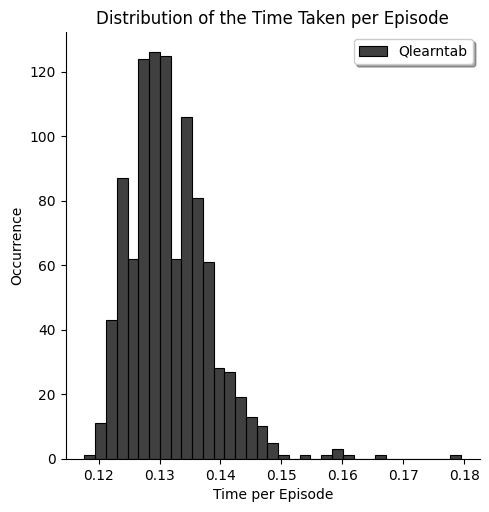 Distribution of the Time Taken per Episode
Qlearntab
120
100
80
60
40
20
0
Occurrence
0.12 0.13 0.14 0.15 0.16 0.17 0.18
Time per Episode